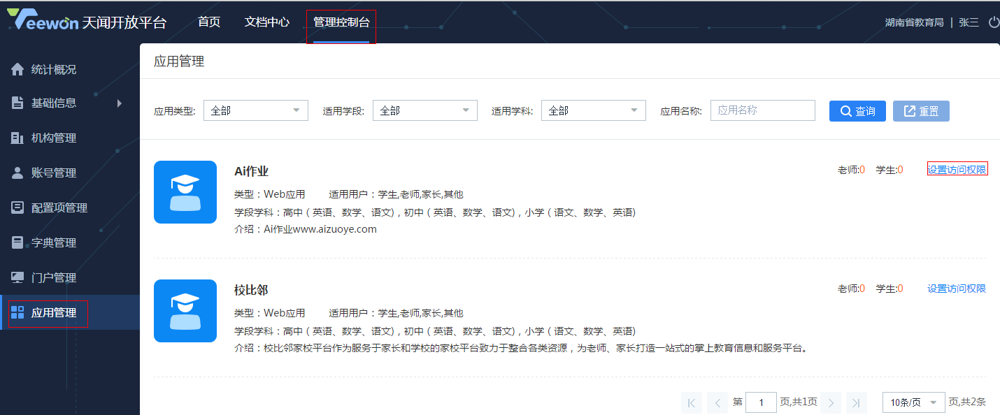 Teewon 天闻开放平台 首页 文档中心 管理控制台 湖南省教育局 | 张三
统计概况
基础信息
机构管理
账号管理
配置项管理
字典管理
门户管理
应用管理
应用管理
应用类型: 全部 适用学段: 全部 适用学科: 全部 应用名称: 应用名称 查询 重置
Ai作业 老师:0 学生:0 设置访问权限
类型：Web应用 适用用户：学生,老师,家长,其他
学段学科：高中（英语、数学、语文)，初中（英语、数学、语文)，小学（语文、数学、英语)
介绍：Ai作业www.aizuoye.com
校比邻 老师:0 学生:0 设置访问权限
类型：Web应用 适用用户：学生,老师,家长,其他
学段学科：高中（英语、数学、语文)，初中（英语、数学、语文)，小学（语文、数学、英语)
介绍：校比邻家校平台作为服务于家长和学校的家校平台致力于整合各类资源，为老师、家长打造一站式的掌上教育信息和服务平台。
第 1 页,共1页 10条/页 页,共2条